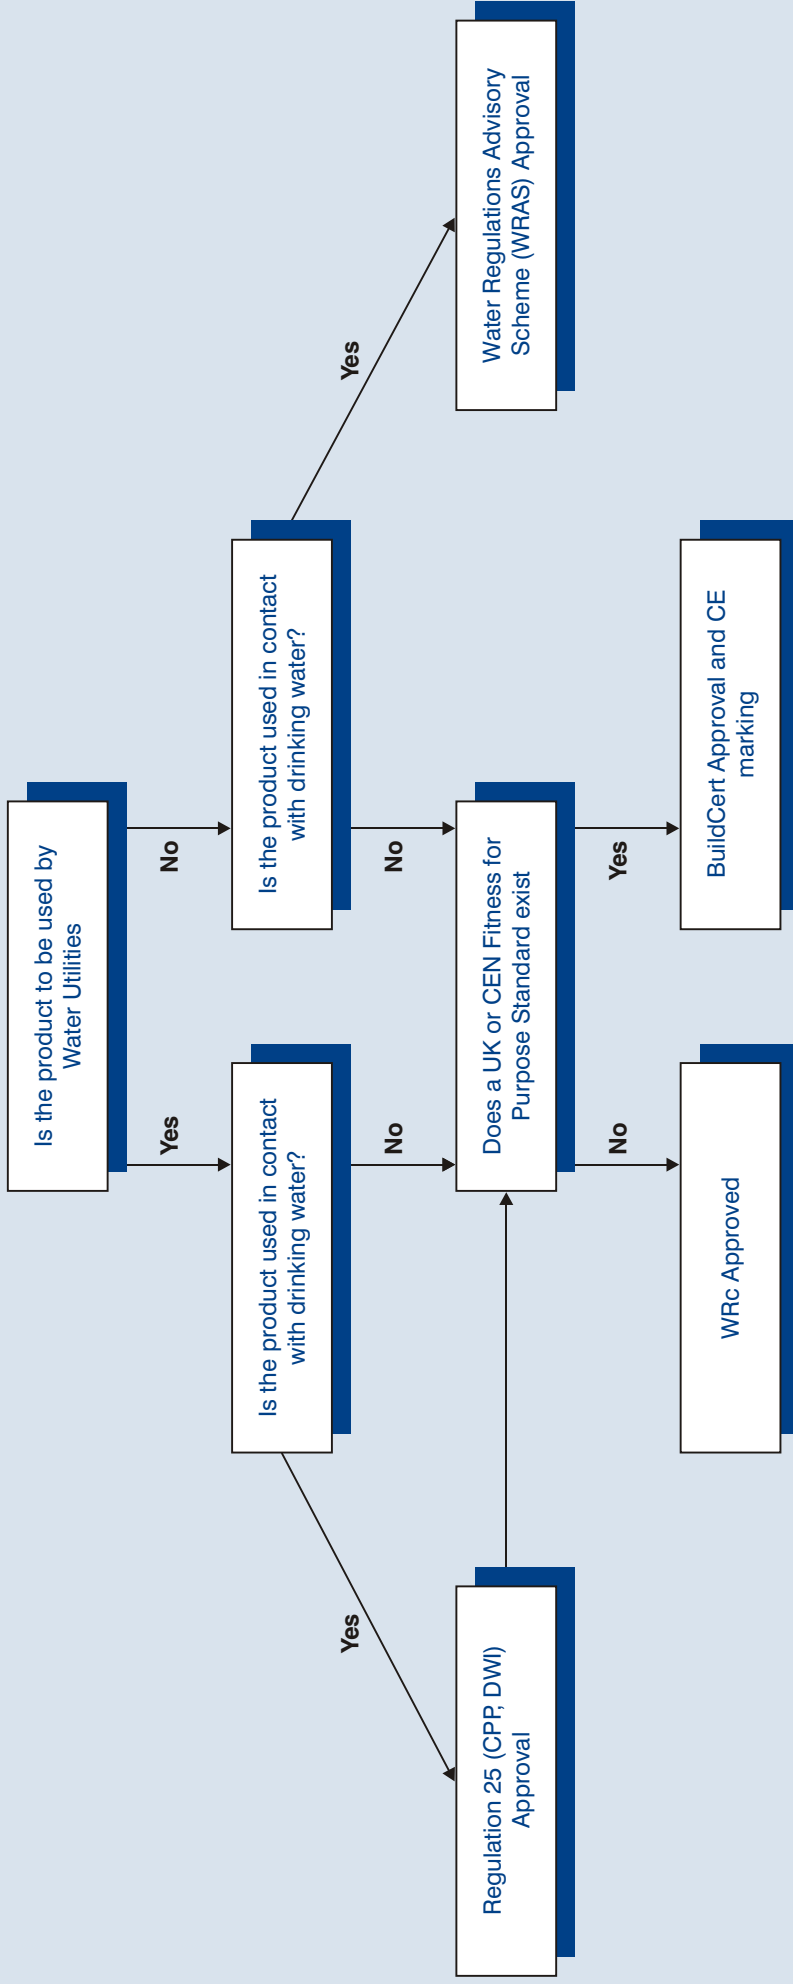 Is the product to be used by
Water Utilities
Yes
No
Is the product used in contact
with drinking water?
Is the product used in contact
with drinking water?
Yes
No
No
Yes
Regulation 25 (CPP, DWI)
Approval
Does a UK or CEN Fitness for
Purpose Standard exist
Water Regulations Advisory
Scheme (WRAS) Approval
No
Yes
WRc Approved
BuildCert Approval and CE
marking